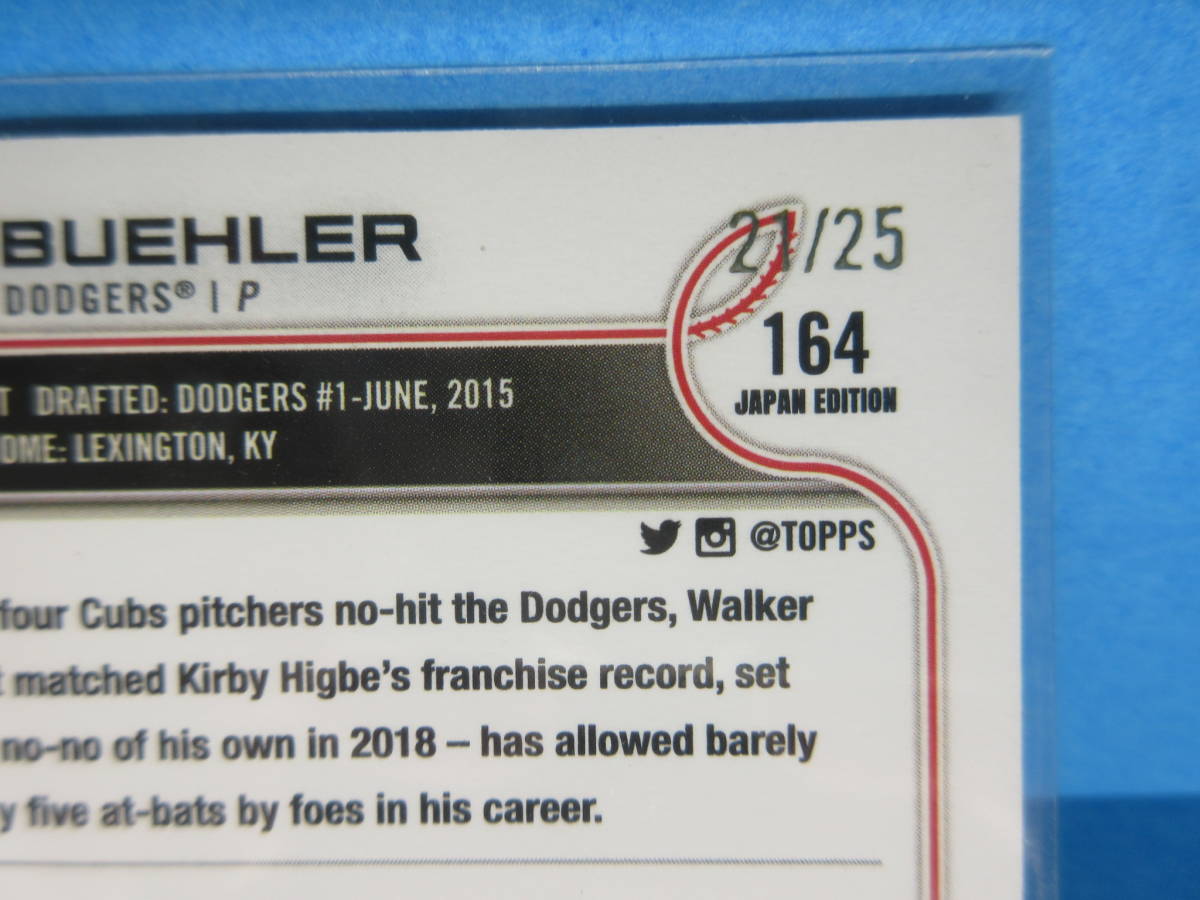 BUEHLER
21/25
DODGERS® | P
164
JAPAN EDITION
T DRAFTED: DODGERS #1-JUNE, 2015
OME: LEXINGTON, KY
@TOPPS
four Cubs pitchers no-hit the Dodgers, Walker
t matched Kirby Higbe's franchise record, set
no-no of his own in 2018 – has allowed barely
y five at-bats by foes in his career.